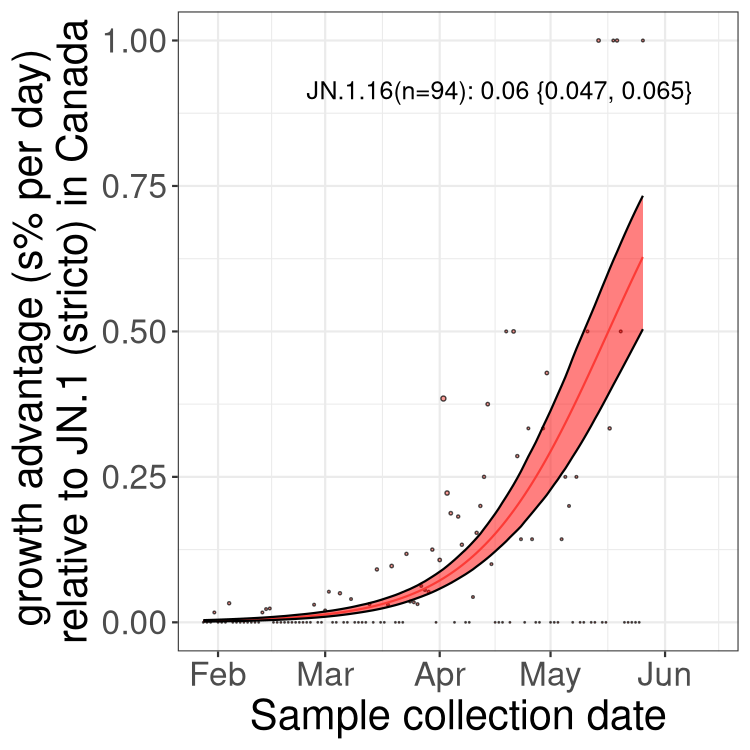 growth advantage (s% per day)
relative to JN.1 (stricto) in Canada
1.00
JN.1.16(n=94): 0.06 {0.047, 0.065}
0.75
0.50
0.25
0.00
Feb Mar Apr May Jun
Sample collection date